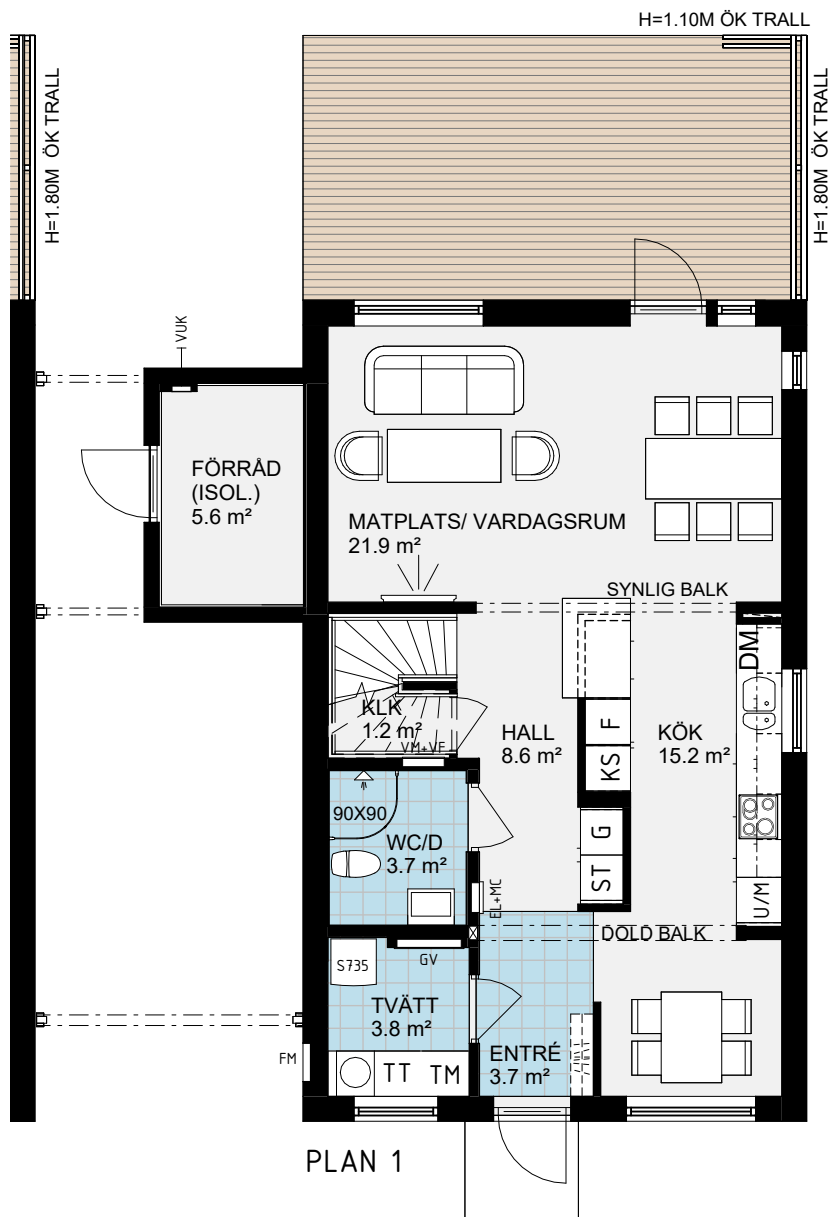 H=1.10M ÖK TRALL
H=1.80M ÖK TRALL
H=1.80M ÖK TRALL
VUK
FÖRRÅD
(ISOL.)
5.6 m²
MATPLATS/ VARDAGSRUM
21.9 m²
SYNLIG BALK
DM
KLK
1.2 m²
VM+VF
HALL
8.6 m²
F
KS
KÖK
15.2 m²
90X90
WC/D
3.7 m²
G
ST
EL+MC
U/M
DOLD BALK
S735
GV
TVÄTT
3.8 m²
FM
TT
TM
ENTRÉ
3.7 m²
PLAN 1